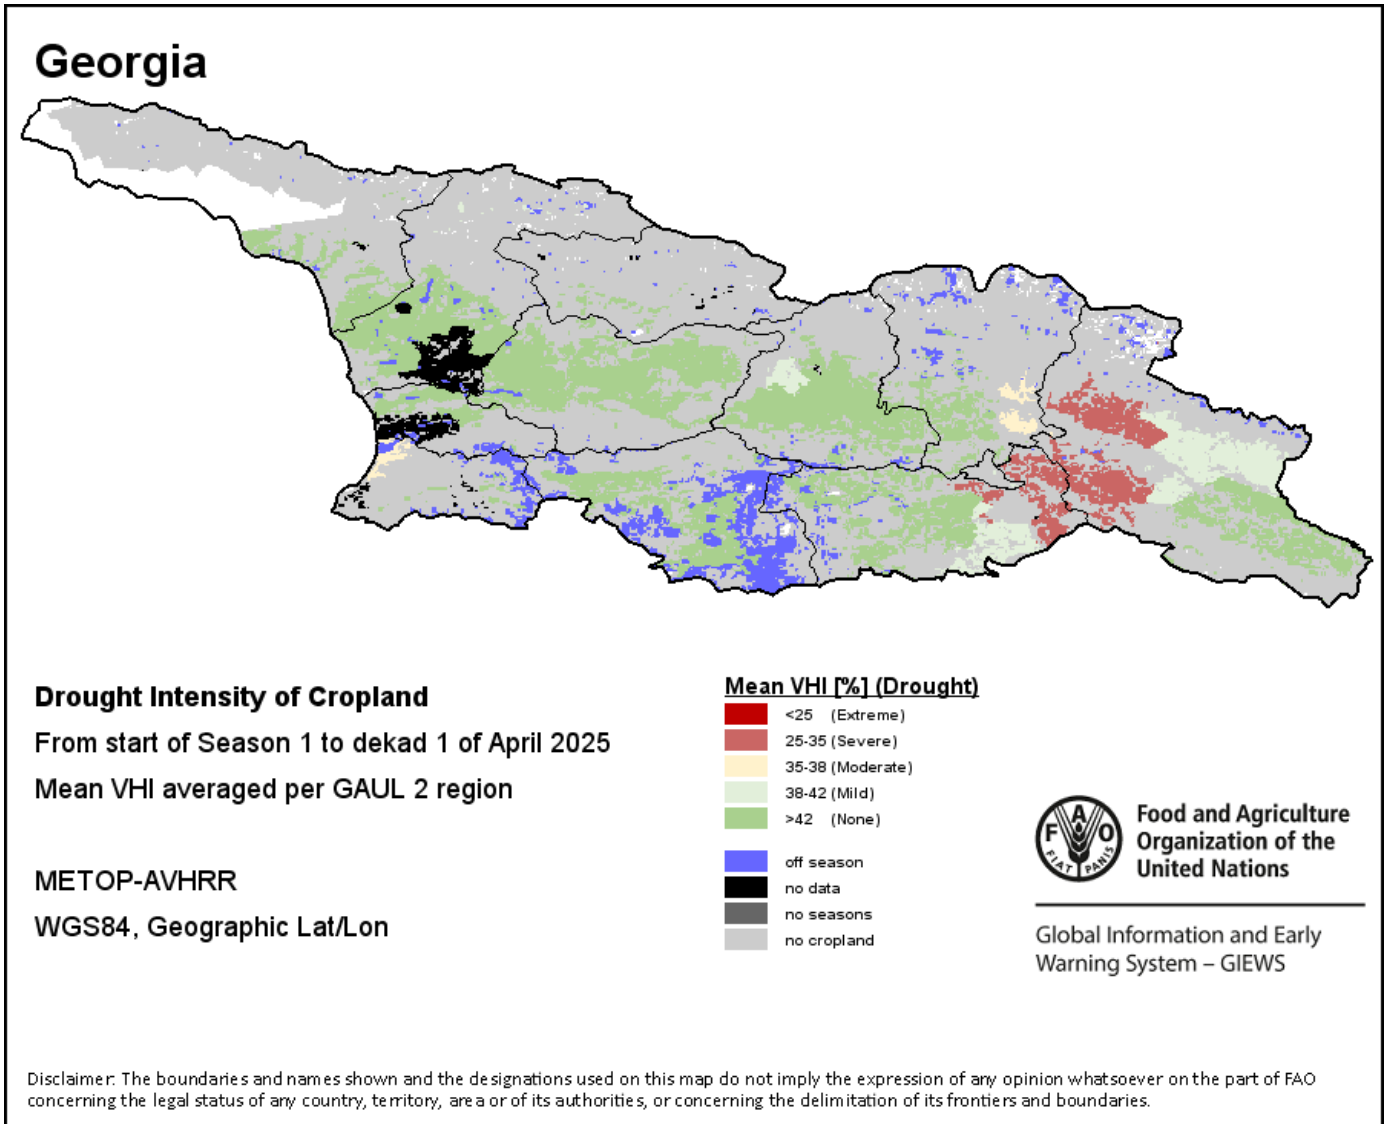 Georgia
Drought Intensity of Cropland
From start of Season 1 to dekad 1 of April 2025
Mean VHI averaged per GAUL 2 region
METOP-AVHRR
WGS84, Geographic Lat/Lon
Mean VHI [%] (Drought)
<25 (Extreme)
25-35 (Severe)
35-38 (Moderate)
38-42 (Mild)
>42 (None)
off season
no data
no seasons
no cropland
F A O
FIAT PANIS
Food and Agriculture
Organization of the
United Nations
Global Information and Early
Warning System – GIEWS
Disclaimer: The boundaries and names shown and the designations used on this map do not imply the expression of any opinion whatsoever on the part of FAO
concerning the legal status of any country, territory, area or of its authorities, or concerning the delimitation of its frontiers and boundaries.